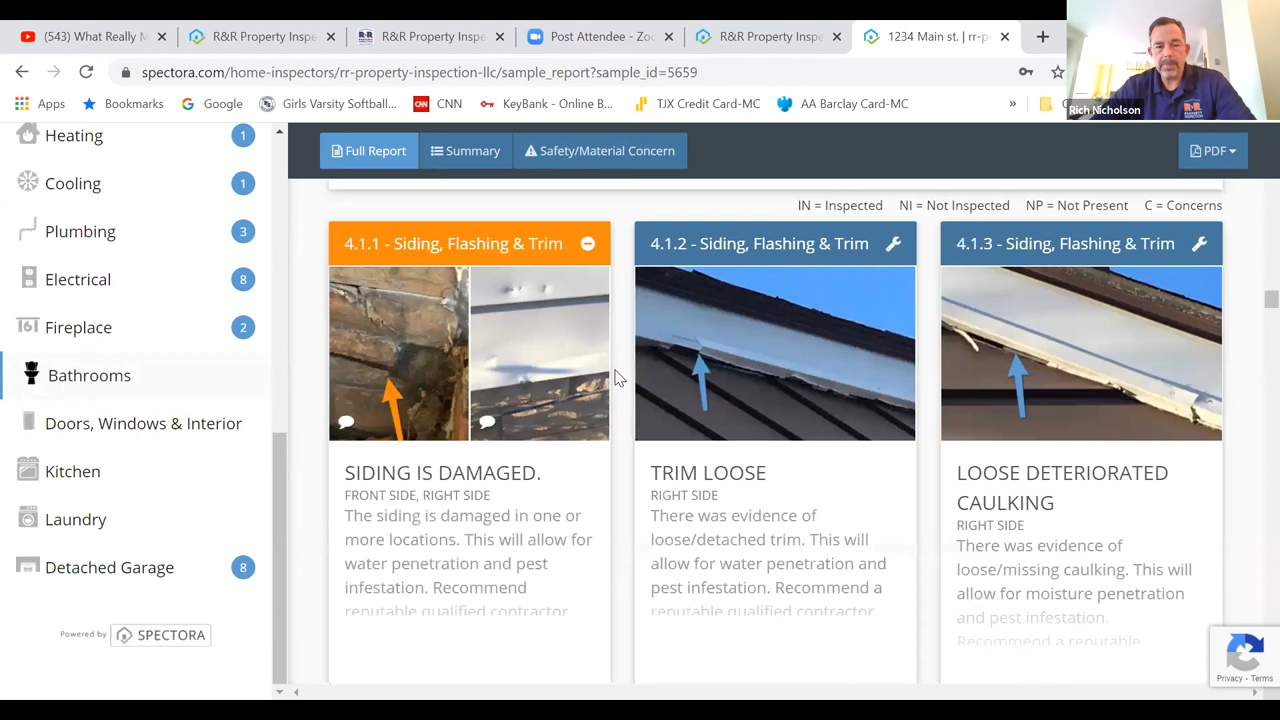 (543) What Really M
R&R Property Inspe
R&R Property Inspe
Post Attendee - Zoo
R&R Property Inspe
1234 Main st. | rr-p
spectora.com/home-inspectors/rr-property-inspection-llc/sample_report?sample_id=5659
Apps
Bookmarks
Google
Girls Varsity Softball...
CNN
KeyBank - Online B...
TJX Credit Card-MC
AA Barclay Card-MC
»
R&R
Rich Nicholson
Heating 1
Cooling 1
Plumbing 3
Electrical 8
Fireplace 2
Bathrooms
Doors, Windows & Interior
Kitchen
Laundry
Detached Garage 8
Powered by SPECTORA
Full Report
Summary
Safety/Material Concern
PDF
IN = Inspected NI = Not Inspected NP = Not Present C = Concerns
4.1.1 - Siding, Flashing & Trim
SIDING IS DAMAGED.
FRONT SIDE, RIGHT SIDE
The siding is damaged in one or
more locations. This will allow for
water penetration and pest
infestation. Recommend
reputable qualified contractor
4.1.2 - Siding, Flashing & Trim
TRIM LOOSE
RIGHT SIDE
There was evidence of
loose/detached trim. This will
allow for water penetration and
pest infestation. Recommend a
reputable qualified contractor
4.1.3 - Siding, Flashing & Trim
LOOSE DETERIORATED
CAULKING
RIGHT SIDE
There was evidence of
loose/missing caulking. This will
allow for moisture penetration
and pest infestation.
Recommend a reputable
Privacy - Terms